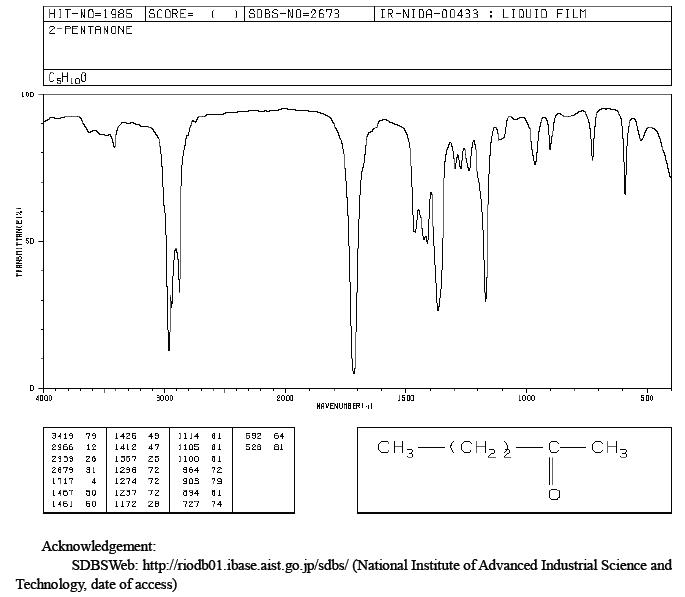 HIT-NO=1985 SCORE= ( ) SDBS-NO=2673 IR-NIDA-00433 : LIQUID FILM
2-PENTANONE
C5H10O
100
50
0
TRANSMITTANCE(%)
4000 3000 2000 1500 1000 500
WAVENUMBER(-1)
3419 79 1426 49 1114 81 592 64
2966 12 1412 47 1105 81 528 81
2939 26 1367 25 1100 81
2879 31 1296 72 964 72
1717 4 1274 72 903 79
1467 50 1237 72 894 81
1461 50 1172 28 727 74
CH3—(CH2)2—C—CH3
O
Acknowledgement:
SDBSWeb: http://riodb01.ibase.aist.go.jp/sdbs/ (National Institute of Advanced Industrial Science and
Technology, date of access)